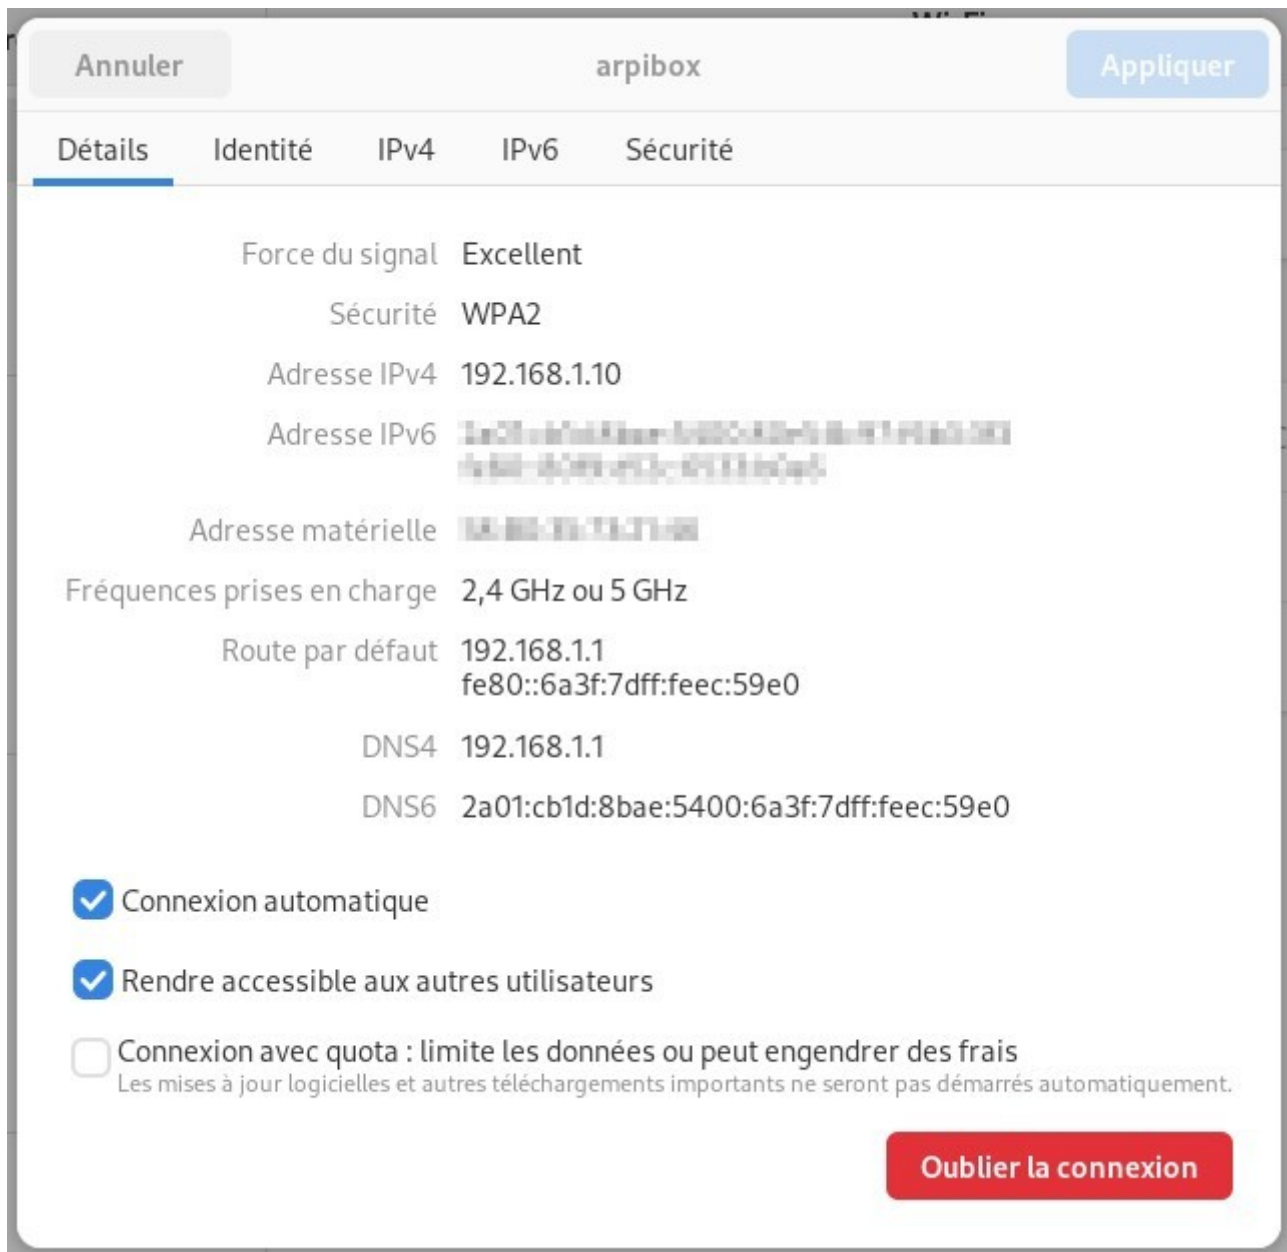 Annuler
arpibox
Appliquer
Détails
Identité
IPv4
IPv6
Sécurité
Force du signal Excellent
Sécurité WPA2
Adresse IPv4 192.168.1.10
Adresse IPv6
Adresse matérielle
Fréquences prises en charge 2,4 GHz ou 5 GHz
Route par défaut 192.168.1.1
fe80::6a3f:7dff:feec:59e0
DNS4 192.168.1.1
DNS6 2a01:cb1d:8bae:5400:6a3f:7dff:feec:59e0
Connexion automatique
Rendre accessible aux autres utilisateurs
Connexion avec quota : limite les données ou peut engendrer des frais
Les mises à jour logicielles et autres téléchargements importants ne seront pas démarrés automatiquement.
Oublier la connexion